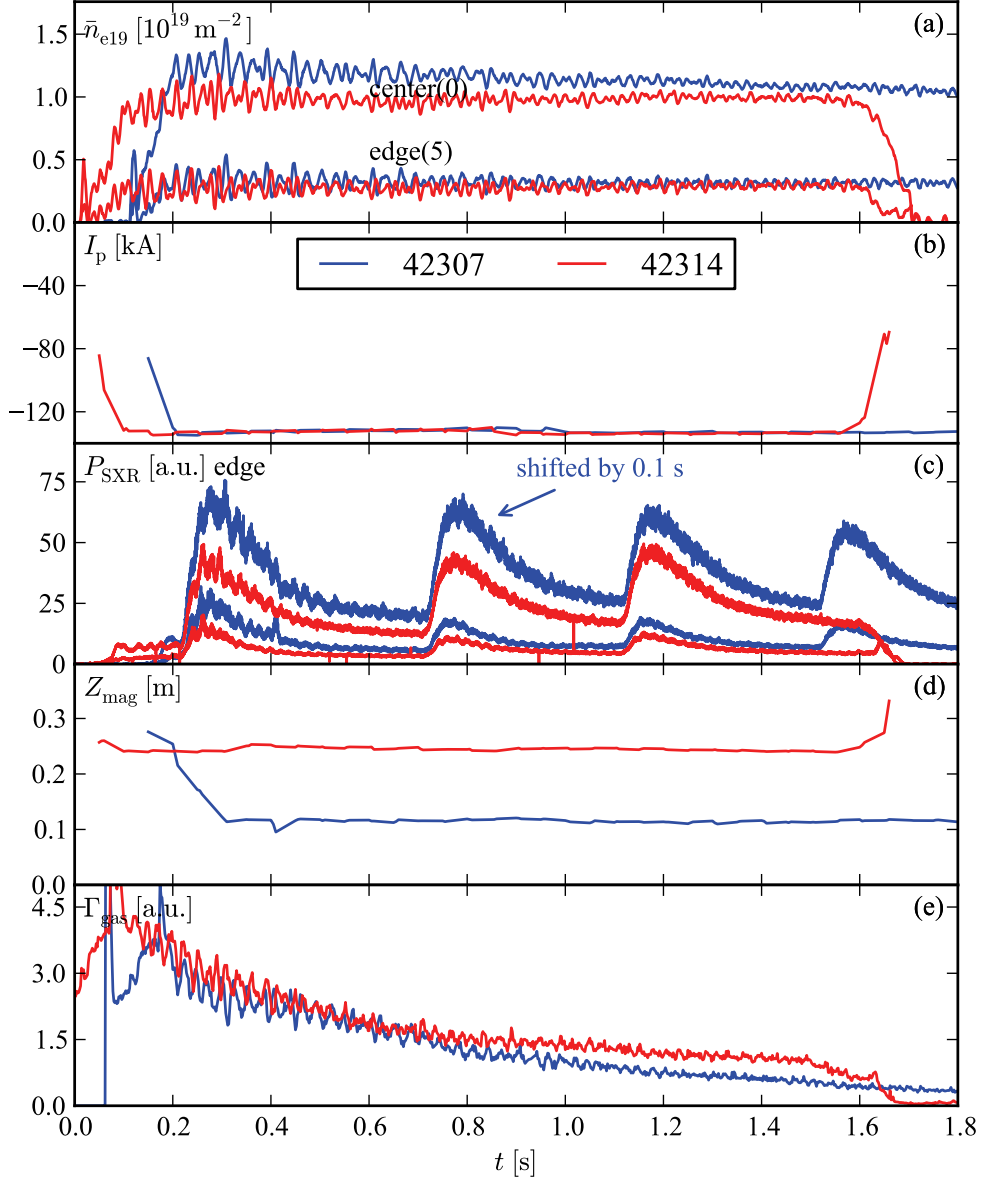 n̄e19 [10^19 m^−2]
(a)
1.5
1.0
0.5
0.0
center(0)
edge(5)
Ip [kA]
(b)
42307
42314
−40
−80
−120
PSXR [a.u.] edge
(c)
shifted by 0.1 s
75
50
25
0
Zmag [m]
(d)
0.3
0.2
0.1
0.0
Γgas [a.u.]
(e)
4.5
3.0
1.5
0.0
0.0 0.2 0.4 0.6 0.8 1.0 1.2 1.4 1.6 1.8
t [s]